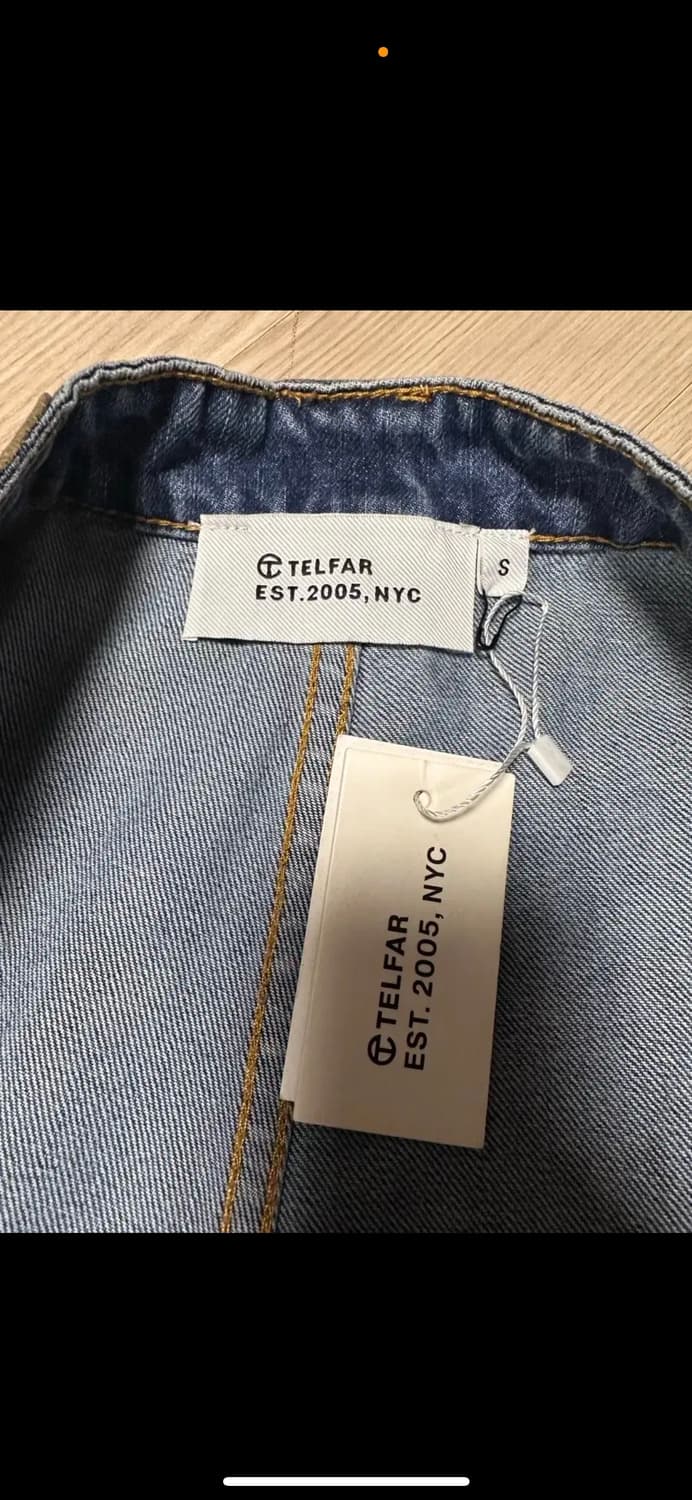 TELFAR
EST.2005, NYC
S
TELFAR
EST. 2005, NYC